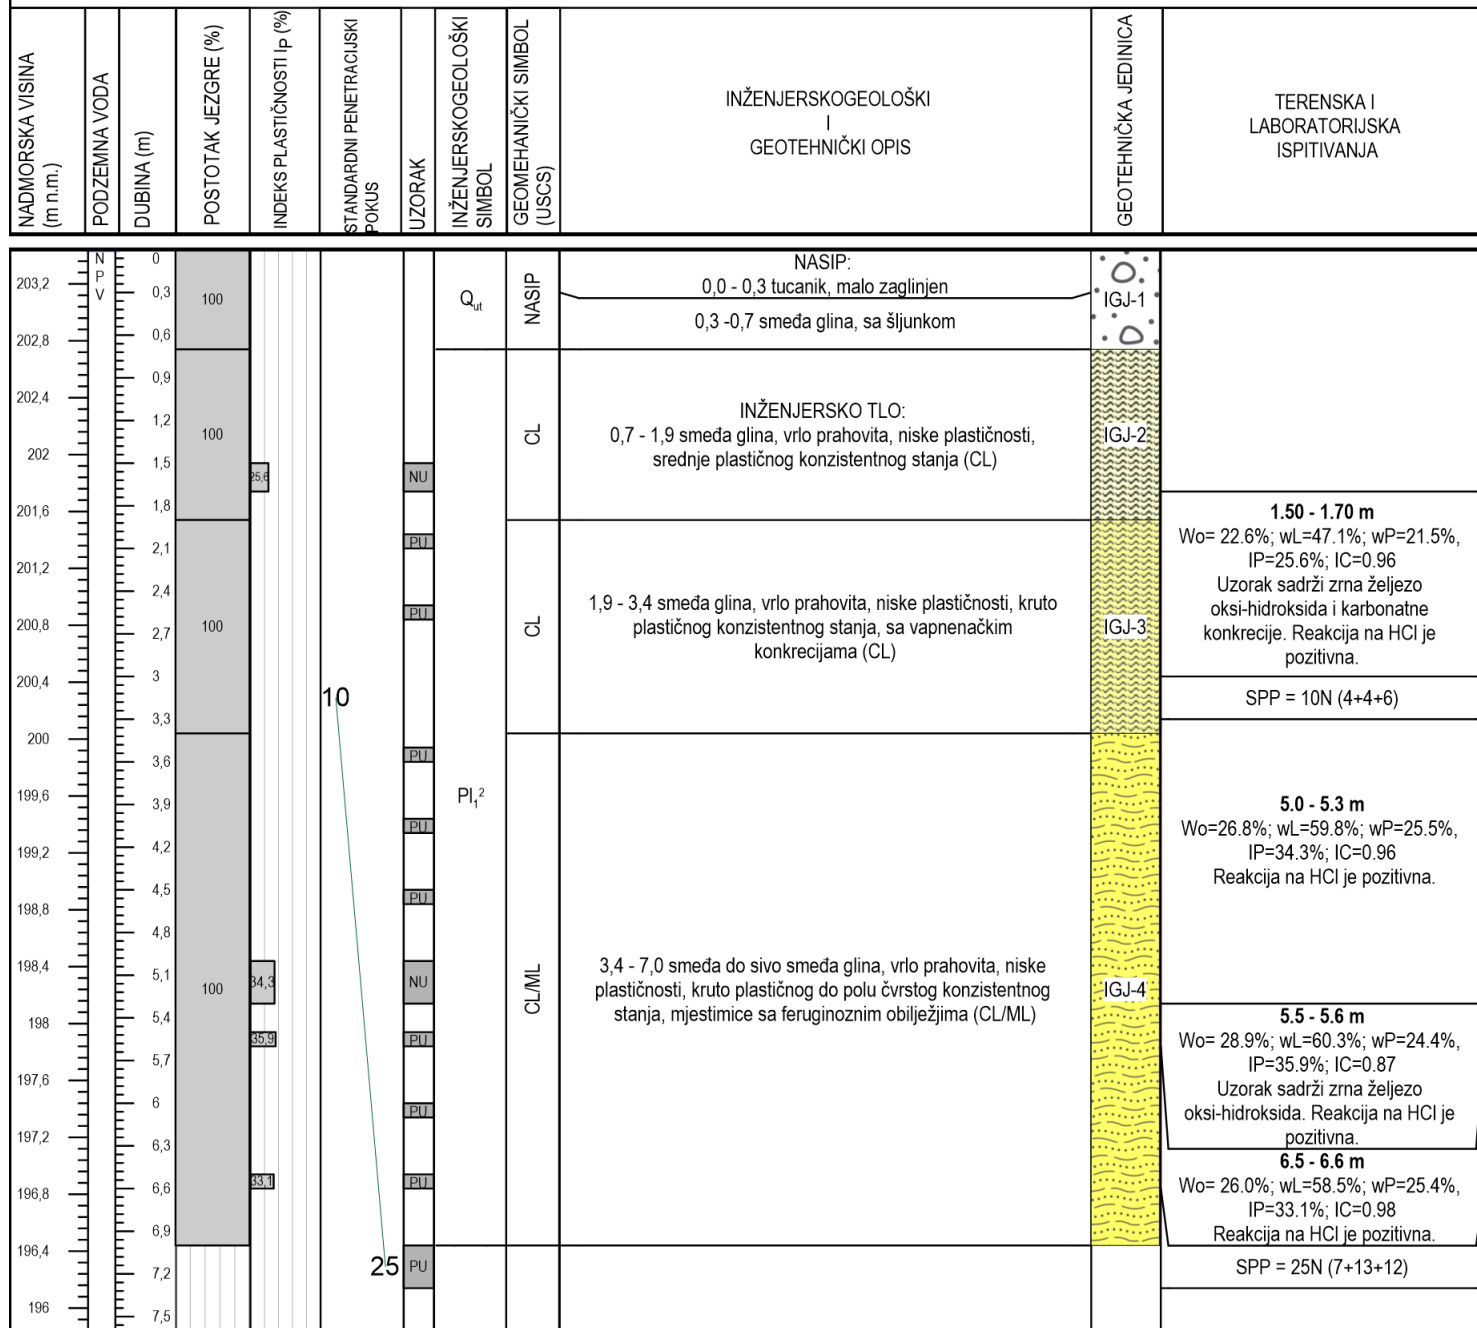 NADMORSKA VISINA
(m n.m.)
PODZEMNA VODA
DUBINA (m)
POSTOTAK JEZGRE (%)
INDEKS PLASTIČNOSTI Ip (%)
STANDARDNI PENETRACIJSKI
POKUS
UZORAK
INŽENJERSKOGEOLOŠKI
SIMBOL
GEOMEHANIČKI SIMBOL
(USCS)
INŽENJERSKOGEOLOŠKI
I
GEOTEHNIČKI OPIS
GEOTEHNIČKA JEDINICA
TERENSKA I
LABORATORIJSKA
ISPITIVANJA
203,2
202,8
202,4
202
201,6
201,2
200,8
200,4
200
199,6
199,2
198,8
198,4
198
197,6
197,2
196,8
196,4
196
N
P
V
0
0,3
0,6
0,9
1,2
1,5
1,8
2,1
2,4
2,7
3
3,3
3,6
3,9
4,2
4,5
4,8
5,1
5,4
5,7
6
6,3
6,6
6,9
7,2
7,5
100
100
100
100
25,6
34,3
35,9
33,1
10
25
NU
PU
PU
PU
PU
PU
NU
PU
PU
PU
PU
Qut
Pl₁²
NASIP
CL
CL
CL/ML
NASIP:
0,0 - 0,3 tucanik, malo zaglinjen
0,3 -0,7 smeđa glina, sa šljunkom
INŽENJERSKO TLO:
0,7 - 1,9 smeđa glina, vrlo prahovita, niske plastičnosti,
srednje plastičnog konzistentnog stanja (CL)
1,9 - 3,4 smeđa glina, vrlo prahovita, niske plastičnosti, kruto
plastičnog konzistentnog stanja, sa vapnenačkim
konkrecijama (CL)
3,4 - 7,0 smeđa do sivo smeđa glina, vrlo prahovita, niske
plastičnosti, kruto plastičnog do polu čvrstog konzistentnog
stanja, mjestimice sa feruginoznim obilježjima (CL/ML)
IGJ-1
IGJ-2
IGJ-3
IGJ-4
1.50 - 1.70 m
Wo= 22.6%; wL=47.1%; wP=21.5%,
IP=25.6%; IC=0.96
Uzorak sadrži zrna željezo
oksi-hidroksida i karbonatne
konkrecije. Reakcija na HCl je
pozitivna.
SPP = 10N (4+4+6)
5.0 - 5.3 m
Wo=26.8%; wL=59.8%; wP=25.5%,
IP=34.3%; IC=0.96
Reakcija na HCl je pozitivna.
5.5 - 5.6 m
Wo= 28.9%; wL=60.3%; wP=24.4%,
IP=35.9%; IC=0.87
Uzorak sadrži zrna željezo
oksi-hidroksida. Reakcija na HCl je
pozitivna.
6.5 - 6.6 m
Wo= 26.0%; wL=58.5%; wP=25.4%,
IP=33.1%; IC=0.98
Reakcija na HCl je pozitivna.
SPP = 25N (7+13+12)